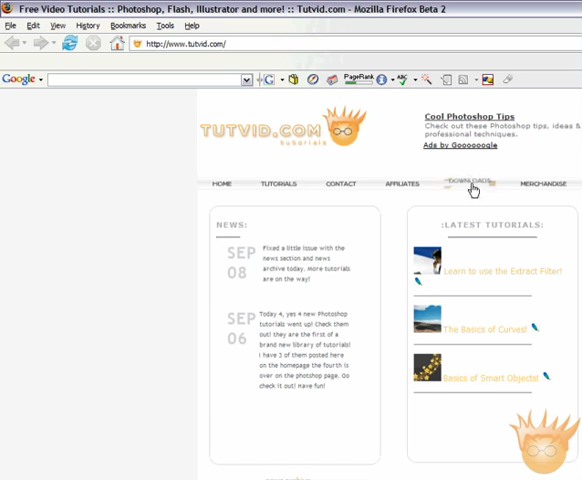 Free Video Tutorials :: Photoshop, Flash, Illustrator and more! :: Tutvid.com - Mozilla Firefox Beta 2
File Edit View History Bookmarks Tools Help
http://www.tutvid.com/
Google G PageRank ABC
TUTVID.COM
tutorials
Cool Photoshop Tips
Check out these Photoshop tips, ideas &
professional techniques.
Ads by Goooooogle
HOME TUTORIALS CONTACT AFFILIATES DOWNLOADS MERCHANDISE
NEWS:
SEP
08
Fixed a little issue with the
news section and news
archive today, More tutorials
are on the way!
SEP
06
Today 4, yes 4 new Photoshop
tutorials went up! Check them
out! they are the first of a
brand new library of tutorials!
I have 3 of them posted here
on the homepage the fourth is
over on the photoshop page. Go
check it out! Have fun!
:LATEST TUTORIALS:
Learn to use the Extract Filter!
The Basics of Curves!
Basics of Smart Objects!